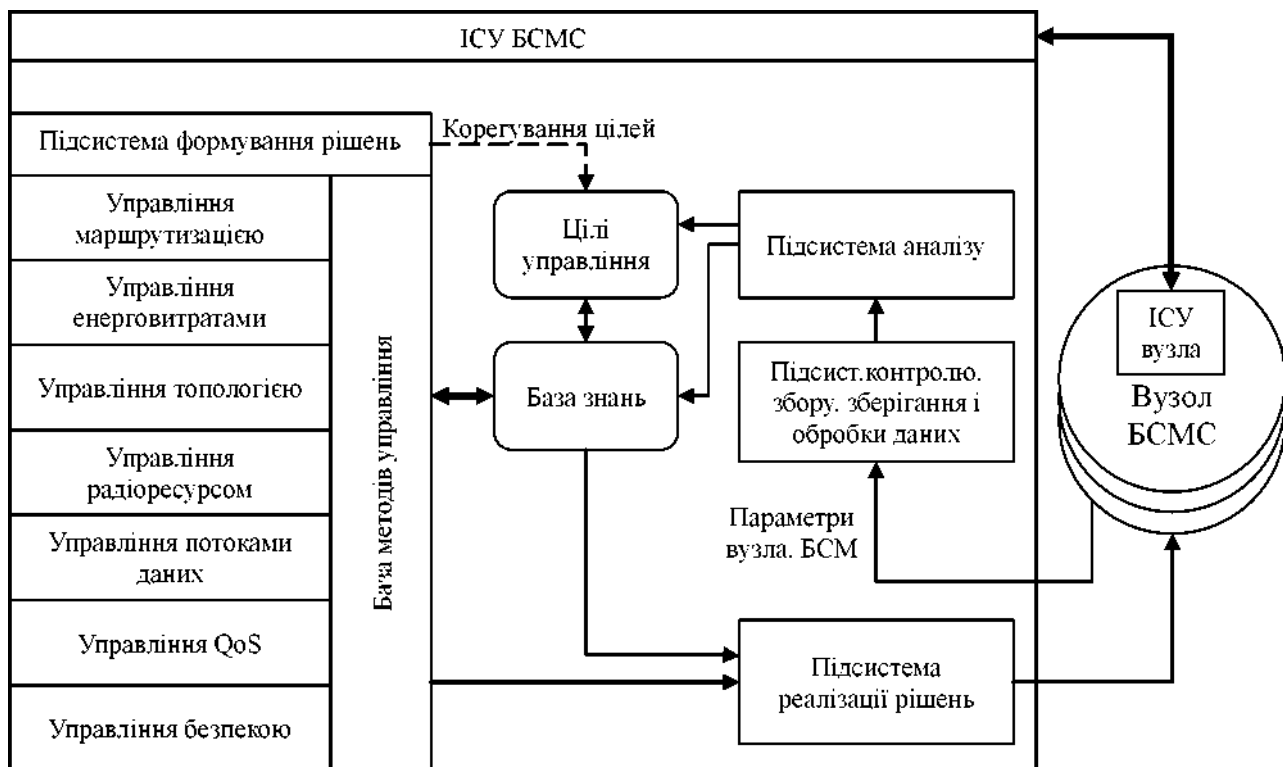 ІСУ БСМС
Підсистема формування рішень
Корегування цілей
Управління
маршрутизацією
Управління
енерговитратами
Управління топологією
Управління
радіоресурсом
Управління потоками
даних
Управління QoS
Управління безпекою
База методів управління
Цілі
управління
База знань
Підсистема аналізу
Підсист.контролю.
збору. зберігання і
обробки даних
Параметри
вузла. БСМ
Підсистема
реалізації рішень
ІСУ
вузла
Вузол
БСМС